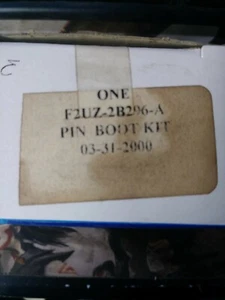 ONE
F2UZ-2B296-A
PIN BOOT KIT
03-31-2000